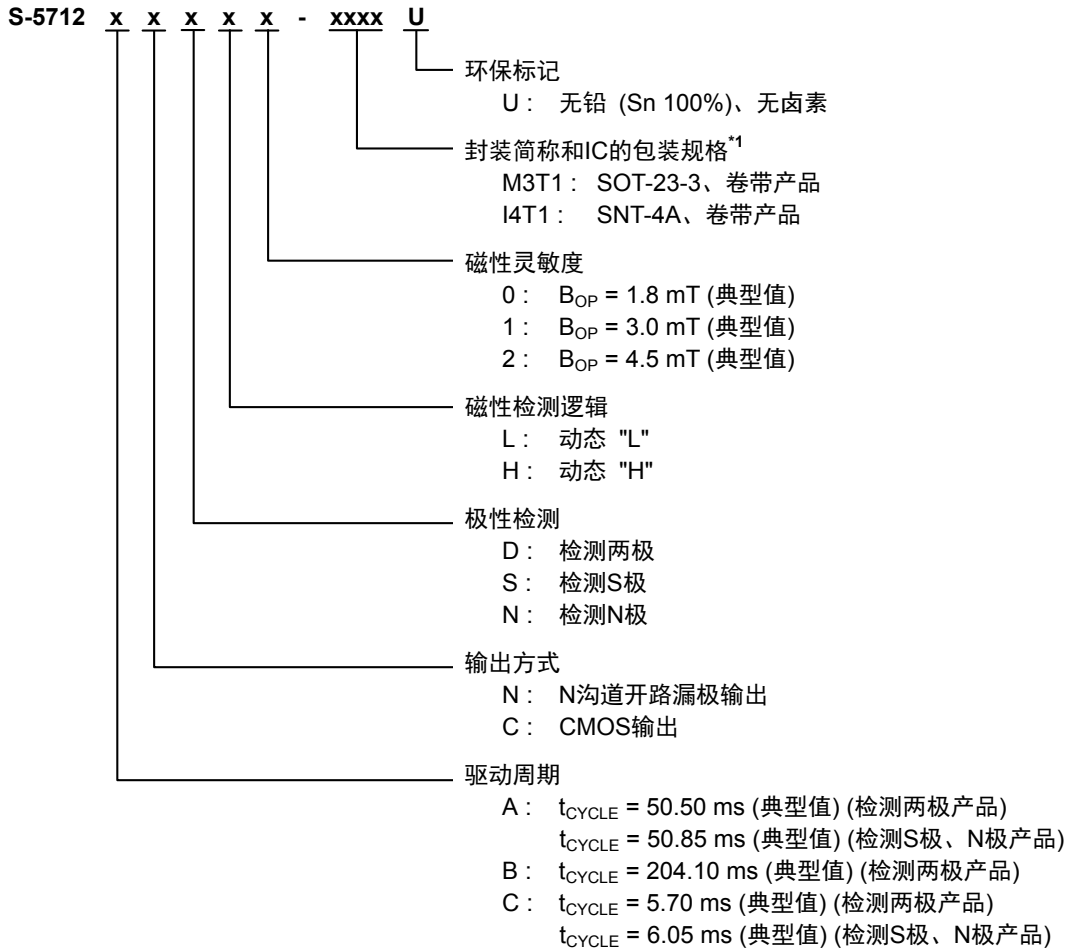 S-5712 x x x x x - xxxx U
环保标记
U : 无铅 (Sn 100%)、无卤素
封装简称和IC的包装规格*1
M3T1 : SOT-23-3、卷带产品
I4T1 : SNT-4A、卷带产品
磁性灵敏度
0 : BOP = 1.8 mT (典型值)
1 : BOP = 3.0 mT (典型值)
2 : BOP = 4.5 mT (典型值)
磁性检测逻辑
L : 动态 "L"
H : 动态 "H"
极性检测
D : 检测两极
S : 检测S极
N : 检测N极
输出方式
N : N沟道开路漏极输出
C : CMOS输出
驱动周期
A : tCYCLE = 50.50 ms (典型值) (检测两极产品)
tCYCLE = 50.85 ms (典型值) (检测S极、N极产品)
B : tCYCLE = 204.10 ms (典型值) (检测两极产品)
C : tCYCLE = 5.70 ms (典型值) (检测两极产品)
tCYCLE = 6.05 ms (典型值) (检测S极、N极产品)